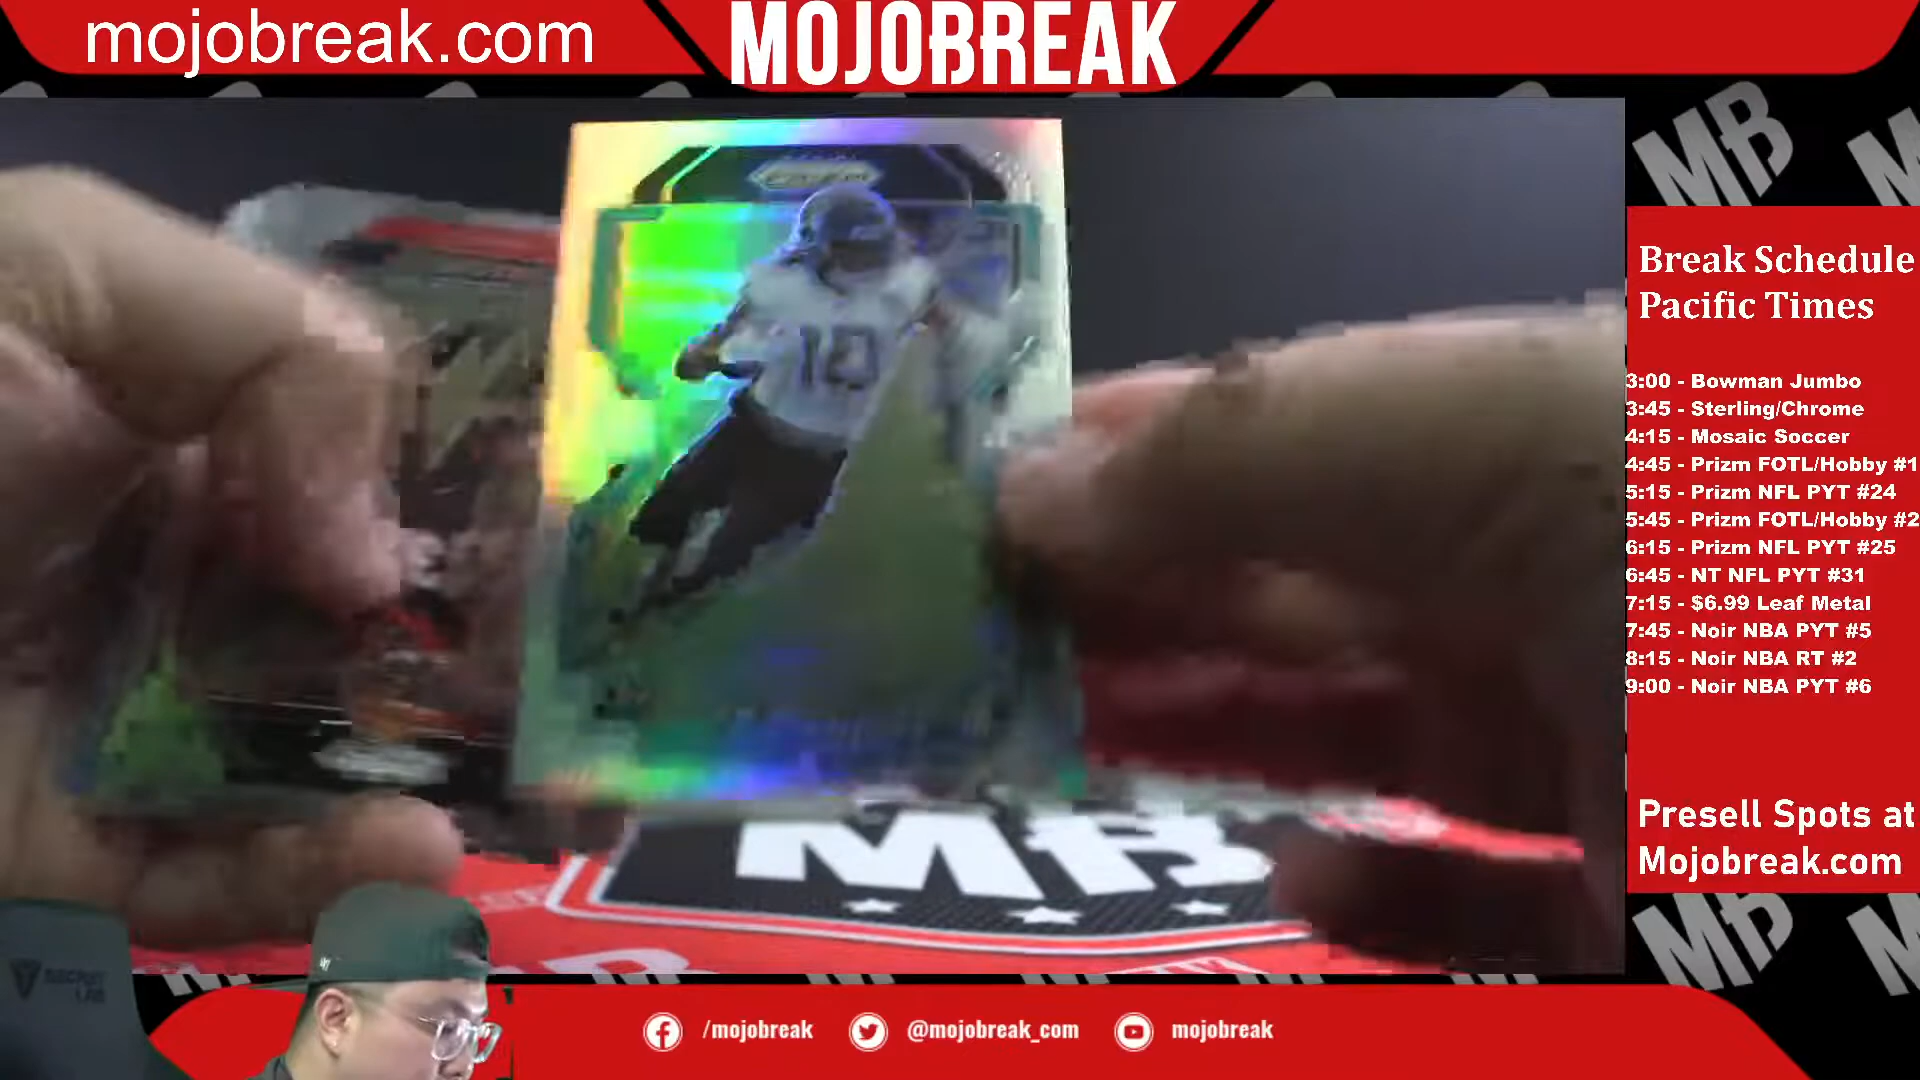 mojobreak.com
MOJOBREAK
MB
Break Schedule
Pacific Times
3:00 - Bowman Jumbo
3:45 - Sterling/Chrome
4:15 - Mosaic Soccer
4:45 - Prizm FOTL/Hobby #1
5:15 - Prizm NFL PYT #24
5:45 - Prizm FOTL/Hobby #2
6:15 - Prizm NFL PYT #25
6:45 - NT NFL PYT #31
7:15 - $6.99 Leaf Metal
7:45 - Noir NBA PYT #5
8:15 - Noir NBA RT #2
9:00 - Noir NBA PYT #6
Presell Spots at
Mojobreak.com
MB
10
MB
SECRET
LAB
/mojobreak
@mojobreak_com
mojobreak